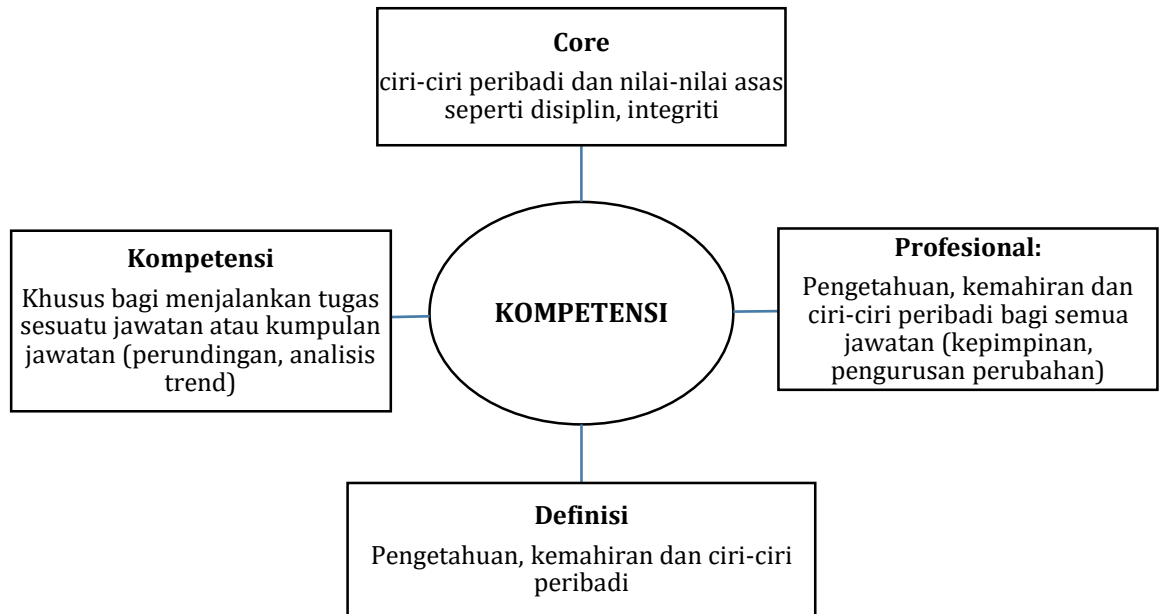 Core
ciri-ciri peribadi dan nilai-nilai asas
seperti disiplin, integriti
Kompetensi
Khusus bagi menjalankan tugas
sesuatu jawatan atau kumpulan
jawatan (perundingan, analisis
trend)
KOMPETENSI
Profesional:
Pengetahuan, kemahiran dan
ciri-ciri peribadi bagi semua
jawatan (kepimpinan,
pengurusan perubahan)
Definisi
Pengetahuan, kemahiran dan ciri-ciri
peribadi